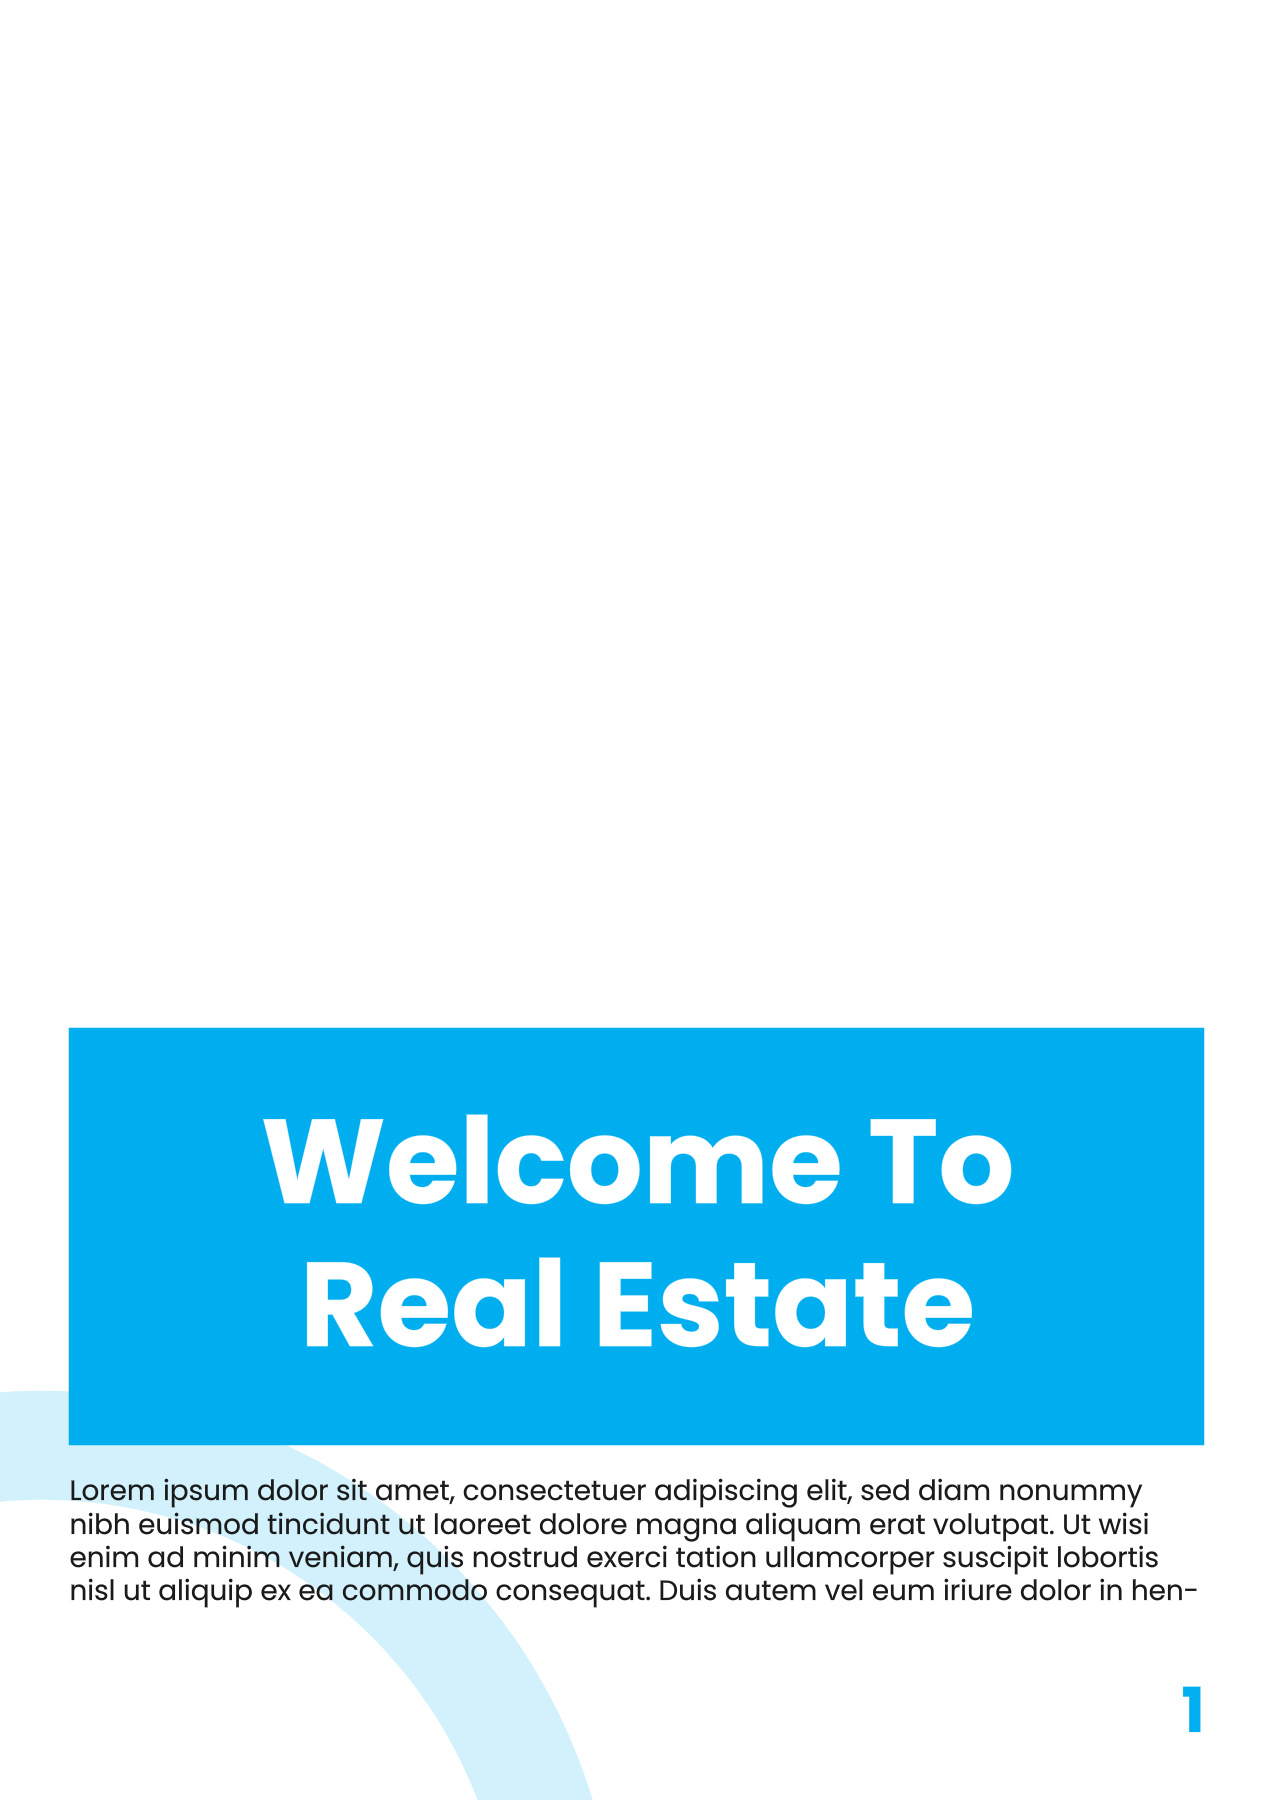 Welcome To
Real Estate
Lorem ipsum dolor sit amet, consectetuer adipiscing elit, sed diam nonummy
nibh euismod tincidunt ut laoreet dolore magna aliquam erat volutpat. Ut wisi
enim ad minim veniam, quis nostrud exerci tation ullamcorper suscipit lobortis
nisl ut aliquip ex ea commodo consequat. Duis autem vel eum iriure dolor in hen-
1